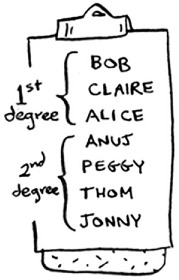 1st
degree
BOB
CLAIRE
ALICE
2nd
degree
ANUJ
PEGGY
THOM
JONNY